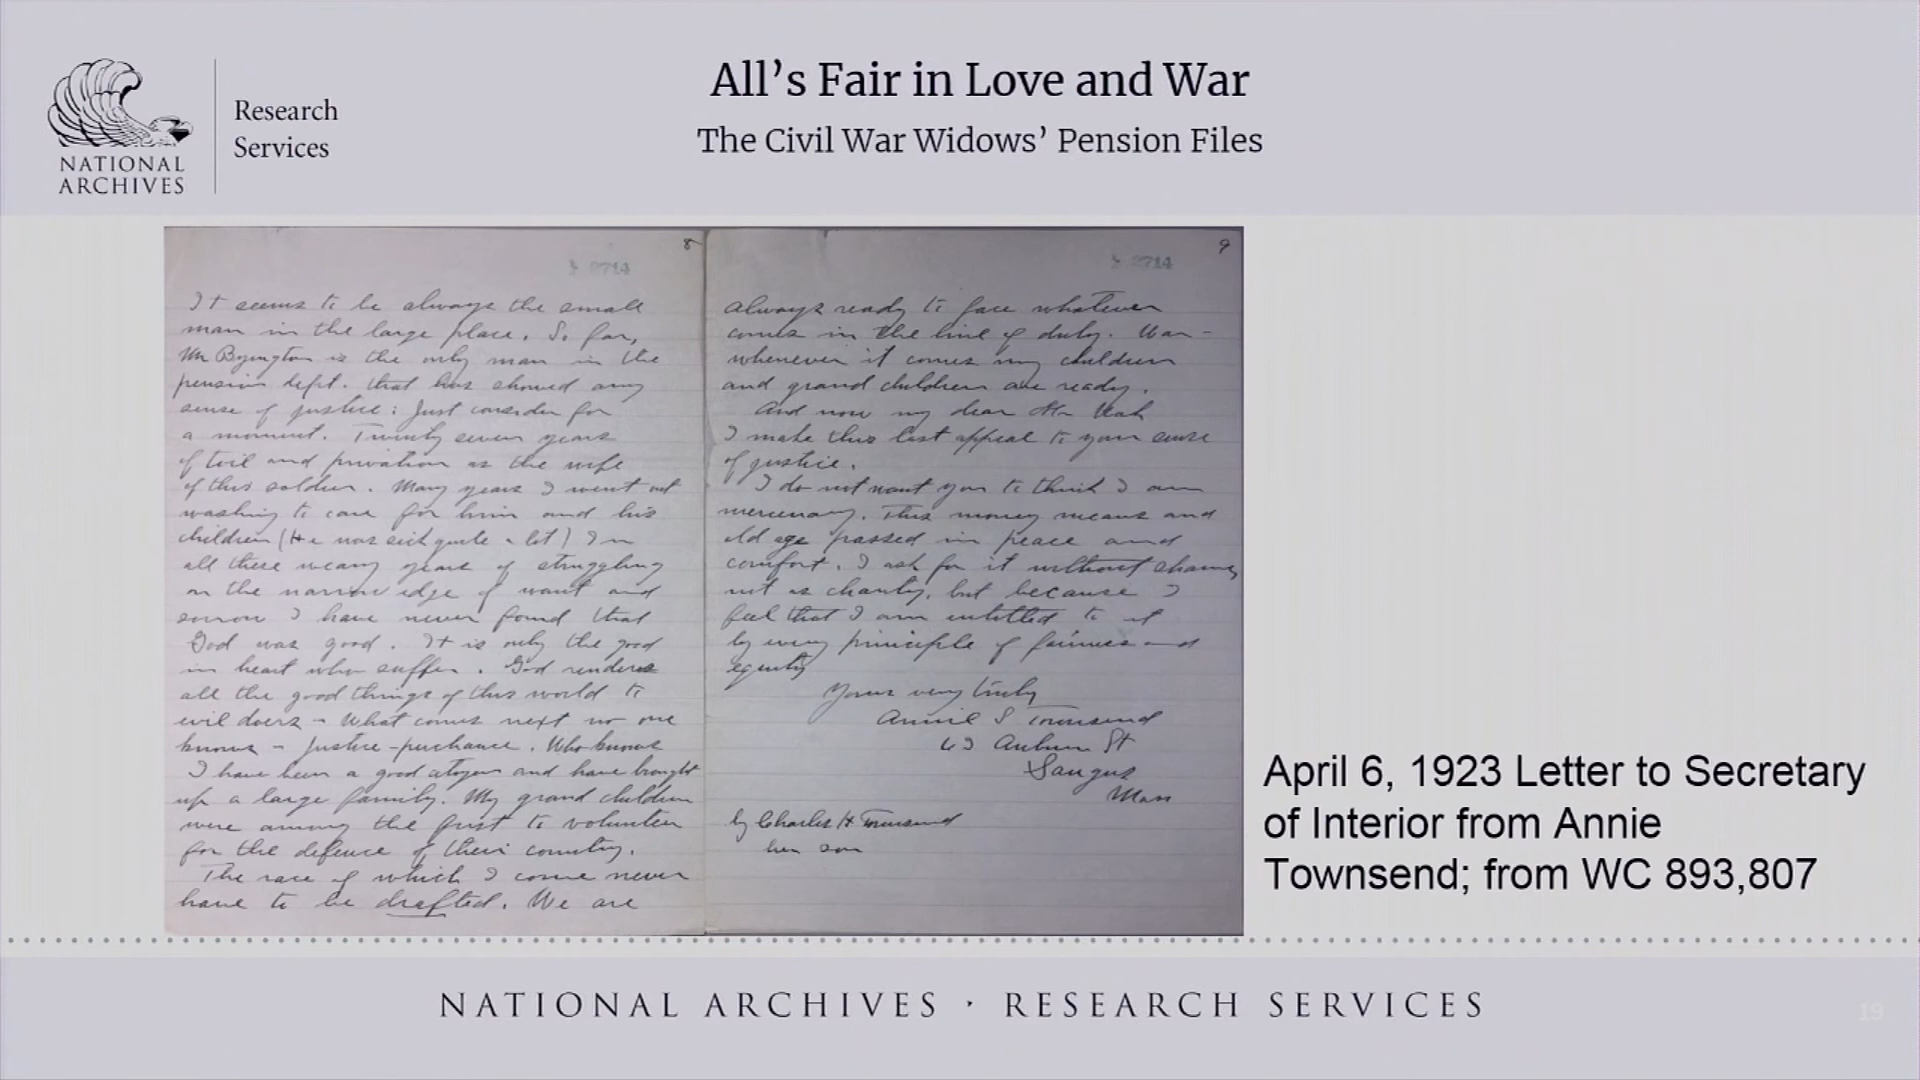 All's Fair in Love and War
The Civil War Widows' Pension Files
NATIONAL
ARCHIVES
Research
Services
8
2714
It seems to be always the small
man in the large place. So far,
Mr Byington is the only man in the
pension dept. that has showed any
sense of justice: Just consider for
a moment. Twenty seven years
of toil and privation as the wife
of this soldier. Many years I went out
washing to care for him and his
children (He was sick quite a lot) In
all these weary years of struggling
on the narrow edge of want and
sorrow I have never found that
God was good. It is only the good
in heart who suffer. God renders
all the good things of this world to
evil doers - What comes next no one
knows - Justice - perchance. Who knows
I have been a good and have brought
up a large family. My grand children
were among the first to volunteer
for the defence of their country.
The race of which I come never
have to be drafted. We are
9
2714
always ready to face whatever
comes in the line of duty. War -
whenever it comes my children
and grand children are ready.
And now my dear Mr
I make this last appeal to your sense
of justice.
I do not want you to think I am
mercenary. This money means and
old age passed in peace and
comfort. I ask for it without shame,
not as charity, but because I
feel that I am entitled to it
by every principle of fairness and
equity
Yours very truly
Annie S Townsend
Auburn St
Saugus
Mass
by Charles H Townsend
her son
April 6, 1923 Letter to Secretary
of Interior from Annie
Townsend; from WC 893,807
NATIONAL ARCHIVES · RESEARCH SERVICES
19